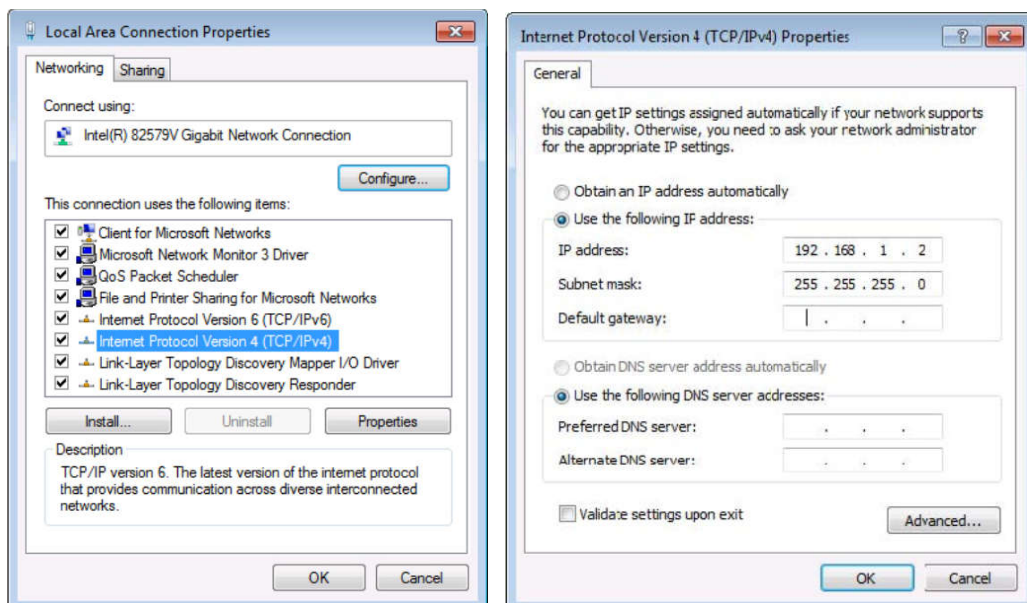 Local Area Connection Properties
Networking
Sharing
Connect using:
Intel(R) 82579V Gigabit Network Connection
Configure...
This connection uses the following items:
Client for Microsoft Networks
Microsoft Network Monitor 3 Driver
QoS Packet Scheduler
File and Printer Sharing for Microsoft Networks
Internet Protocol Version 6 (TCP/IPv6)
Internet Protocol Version 4 (TCP/IPv4)
Link-Layer Topology Discovery Mapper I/O Driver
Link-Layer Topology Discovery Responder
Install...
Uninstall
Properties
Description
TCP/IP version 6. The latest version of the internet protocol
that provides communication across diverse interconnected
networks.
OK
Cancel
Internet Protocol Version 4 (TCP/IPv4) Properties
General
You can get IP settings assigned automatically if your network supports
this capability. Otherwise, you need to ask your network administrator
for the appropriate IP settings.
Obtain an IP address automatically
Use the following IP address:
IP address:
192 . 168 . 1 . 2
Subnet mask:
255 . 255 . 255 . 0
Default gateway:
. . .
Obtain DNS server address automatically
Use the following DNS server addresses:
Preferred DNS server:
. . .
Alternate DNS server:
. . .
Validate settings upon exit
Advanced...
OK
Cancel